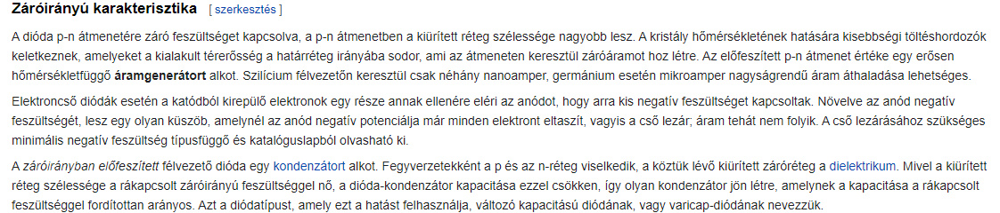 Záróirányú karakterisztika [ szerkesztés ]
A dióda p-n átmenetére záró feszültséget kapcsolva, a p-n átmenetben a kiürített réteg szélessége nagyobb lesz. A kristály hőmérsékletének hatására kisebbségi töltéshordozók
keletkeznek, amelyeket a kialakult térerősség a határréteg irányába sodor, ami az átmeneten keresztül záróáramot hoz létre. Az előfeszített p-n átmenet értéke egy erősen
hőmérsékletfüggő áramgenerátort alkot. Szilícium félvezetőn keresztül csak néhány nanoamper, germánium esetén mikroamper nagyságrendű áram áthaladása lehetséges.
Elektroncső diódák esetén a katódból kirepülő elektronok egy része annak ellenére eléri az anódot, hogy arra kis negatív feszültséget kapcsoltak. Növelve az anód negatív
feszültségét, lesz egy olyan küszöb, amelynél az anód negatív potenciálja már minden elektront eltaszít, vagyis a cső lezár; áram tehát nem folyik. A cső lezárásához szükséges
minimális negatív feszültség típusfüggő és katalóguslapból olvasható ki.
A záróirányban előfeszített félvezető dióda egy kondenzátort alkot. Fegyverzetekként a p és az n-réteg viselkedik, a köztük lévő kiürített záróréteg a dielektrikum. Mivel a kiürített
réteg szélessége a rákapcsolt záróirányú feszültséggel nő, a dióda-kondenzátor kapacitása ezzel csökken, így olyan kondenzátor jön létre, amelynek a kapacitása a rákapcsolt
feszültséggel fordítottan arányos. Azt a diódatípust, amely ezt a hatást felhasználja, változó kapacitású diódának, vagy varicap-diódának nevezzük.